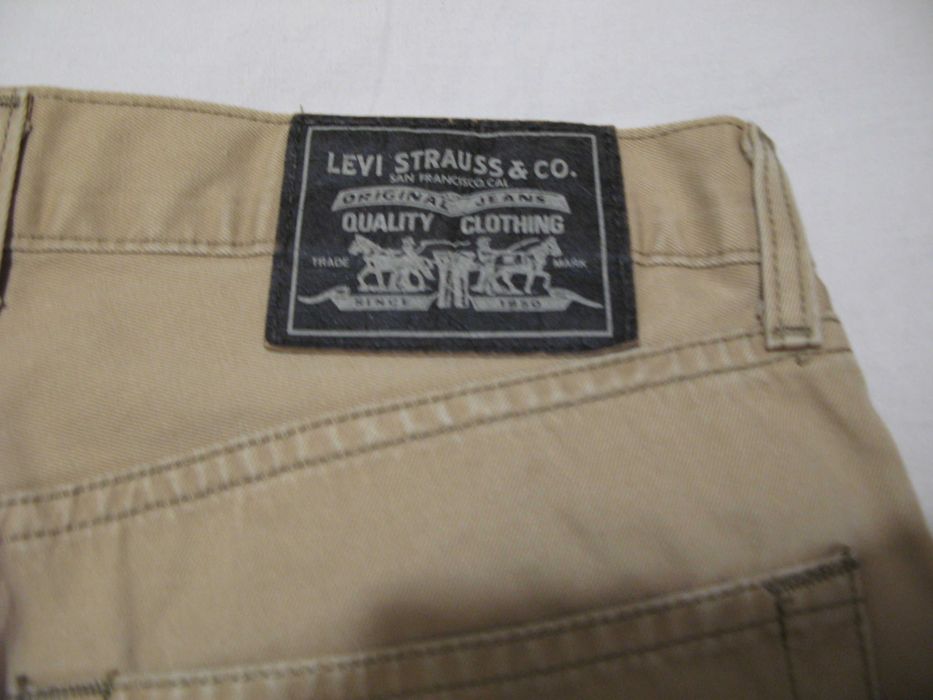 LEVI STRAUSS & CO.
SAN FRANCISCO, CAL
ORIGINAL JEANS
QUALITY CLOTHING
TRADE MARK
SINCE 1850